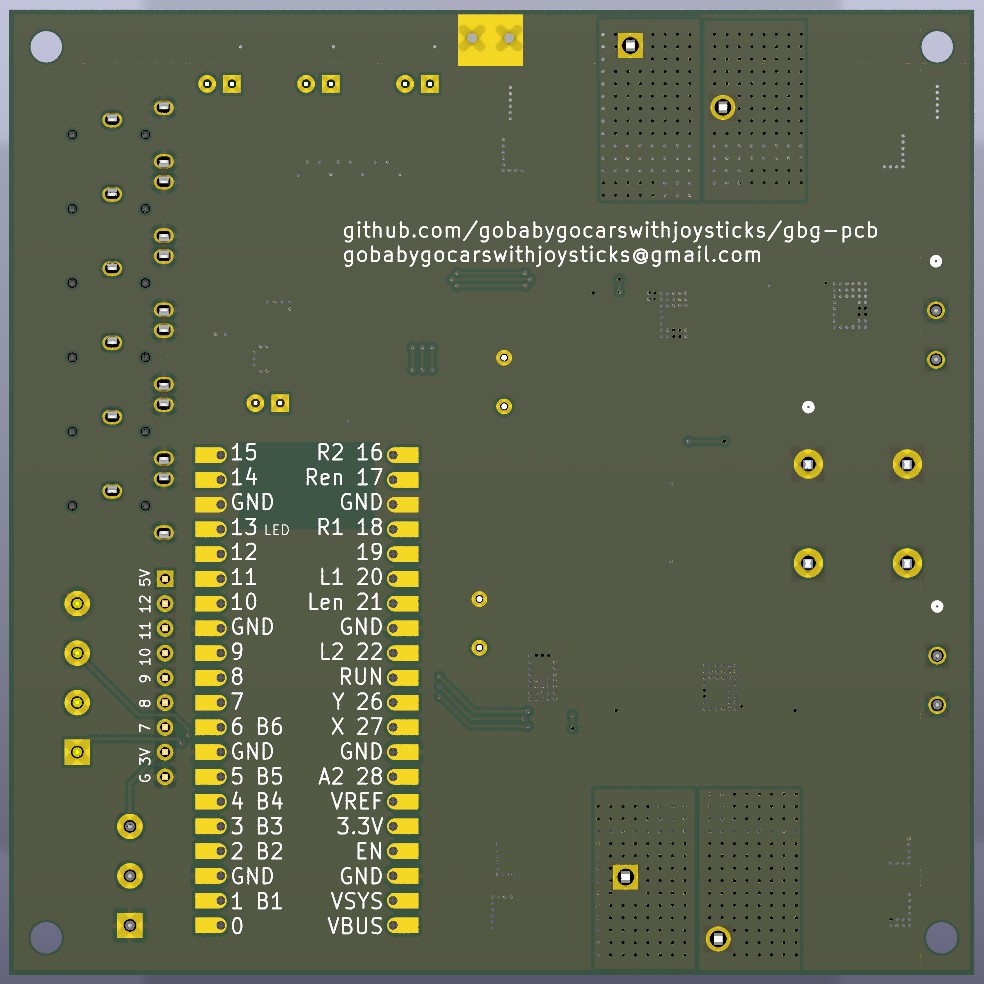 github.com/gobabygocarswithjoysticks/gbg-pcb
gobabygocarswithjoysticks@gmail.com
15 R2 16
14 Ren 17
GND GND
13 LED R1 18
12 19
11 L1 20
10 Len 21
GND GND
9 L2 22
8 RUN
7 Y 26
6 B6 X 27
GND GND
5 B5 A2 28
4 B4 VREF
3 B3 3.3V
2 B2 EN
GND GND
1 B1 VSYS
0 VBUS
G 3V 7 8 9 10 11 12 5V